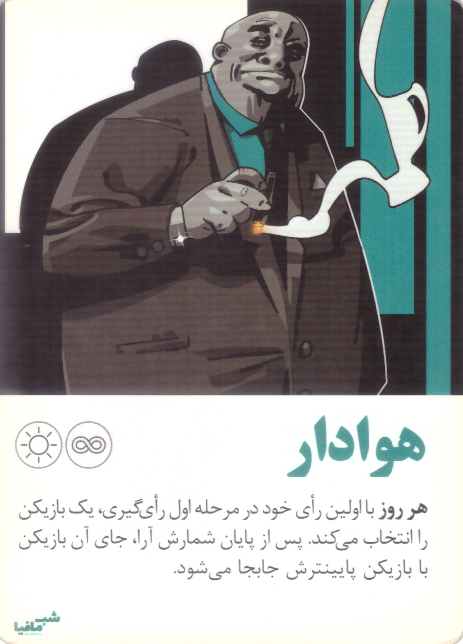 هوادار
هر روز با اولین رأی خود در مرحله اول رأی‌گیری، یک بازیکن
را انتخاب می‌کند. پس از پایان شمارش آرا، جای آن بازیکن
با بازیکن پایینترش جابجا می‌شود.
شب
مافیا